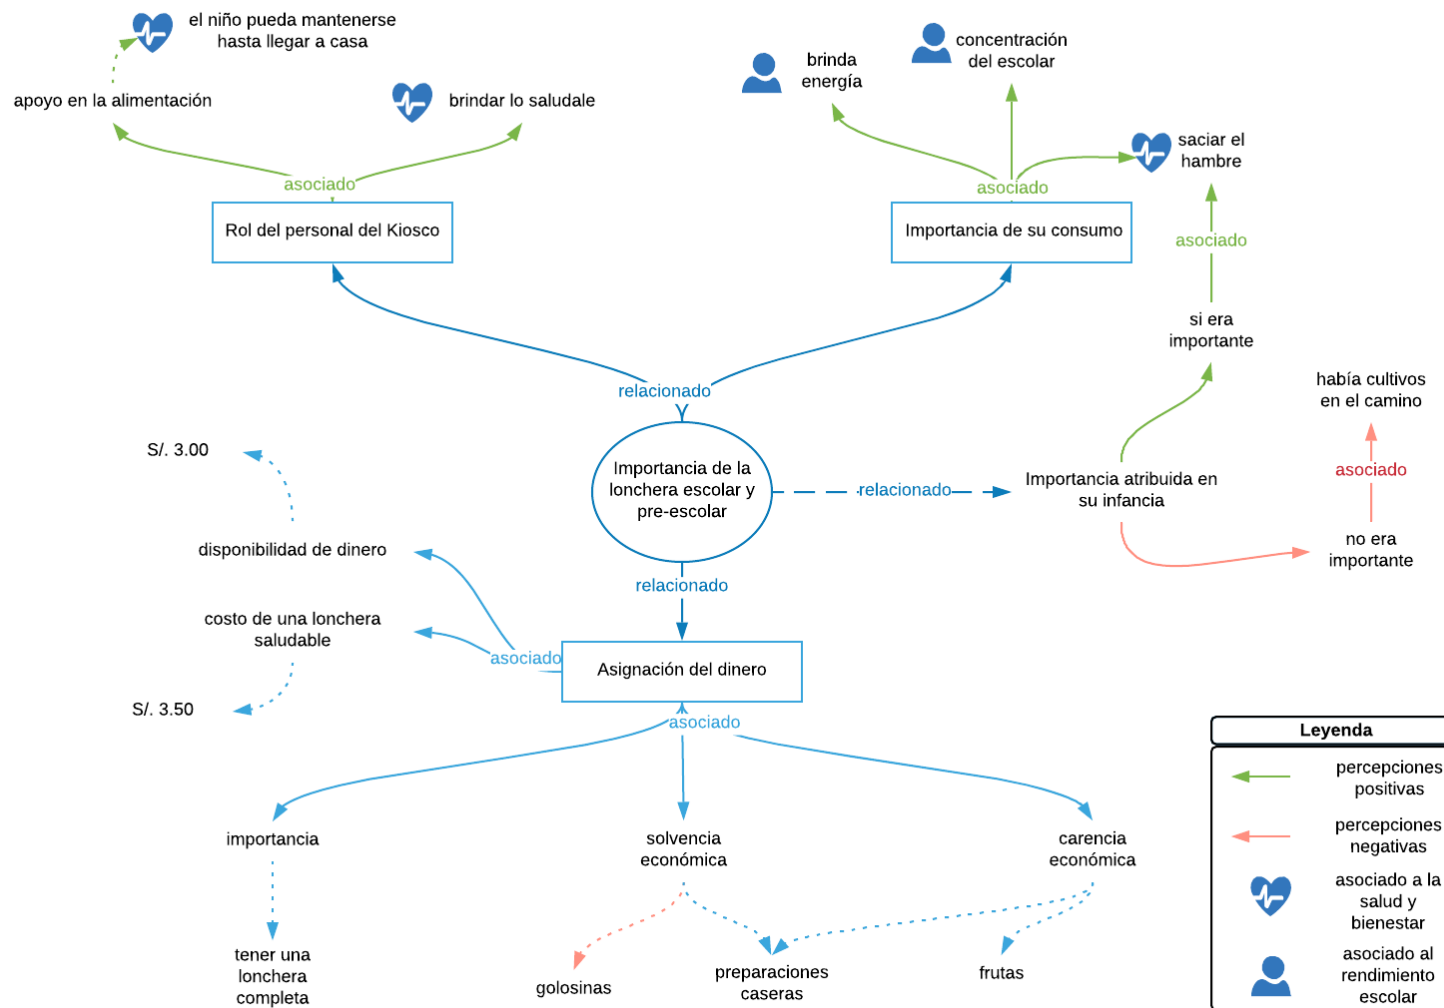 el niño pueda mantenerse
hasta llegar a casa
apoyo en la alimentación
brindar lo saludale
asociado
Rol del personal del Kiosco
brinda
energía
concentración
del escolar
saciar el
hambre
asociado
Importancia de su consumo
asociado
si era
importante
relacionado
había cultivos
en el camino
asociado
no era
importante
Importancia de la
lonchera escolar y
pre-escolar
relacionado
Importancia atribuida en
su infancia
S/. 3.00
disponibilidad de dinero
costo de una lonchera
saludable
S/. 3.50
relacionado
asociado
Asignación del dinero
asociado
importancia
solvencia
económica
carencia
económica
tener una
lonchera
completa
golosinas
preparaciones
caseras
frutas
Leyenda
percepciones
positivas
percepciones
negativas
asociado a la
salud y
bienestar
asociado al
rendimiento
escolar